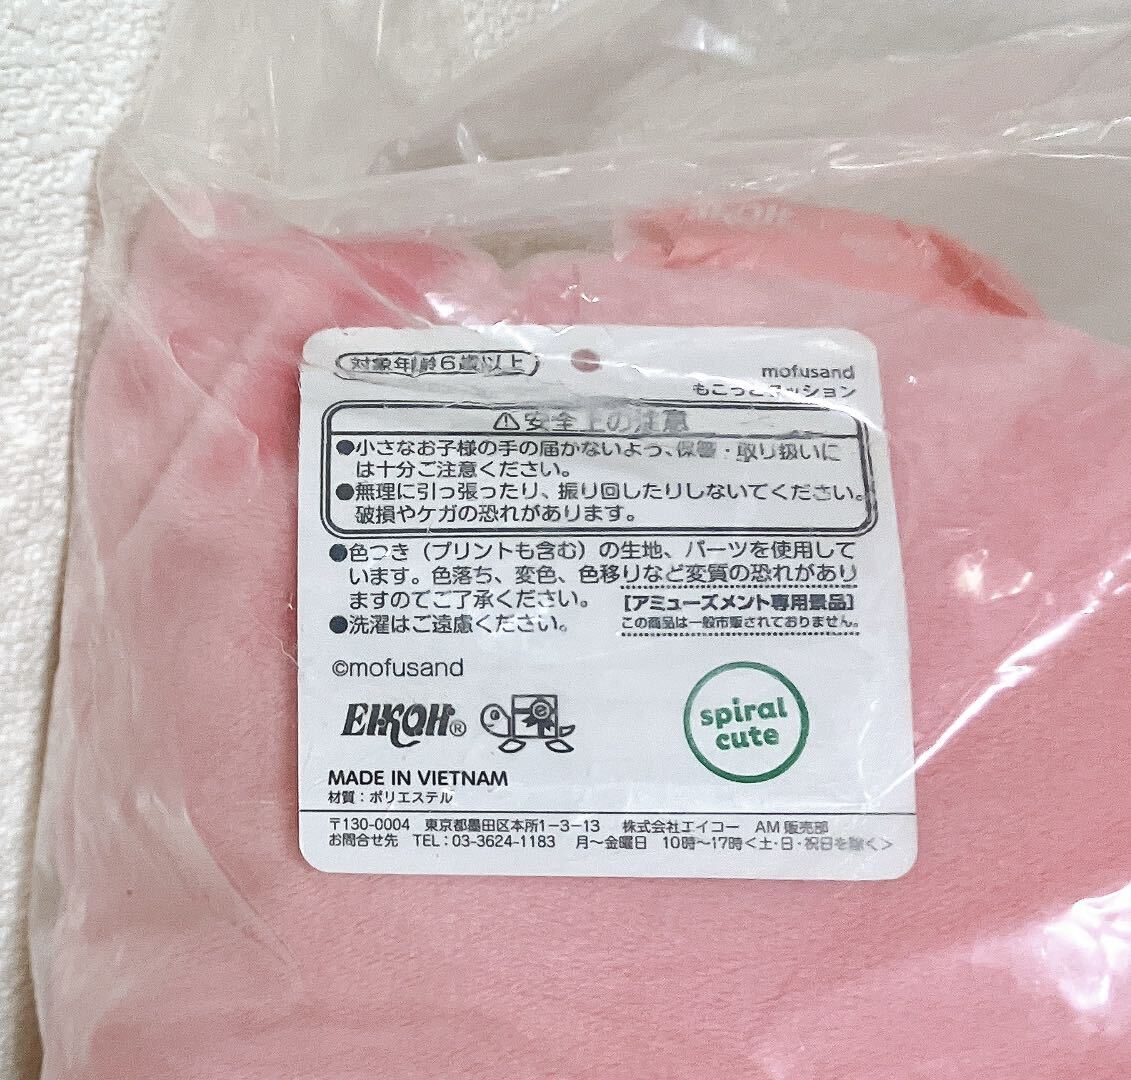 EIKOH
対象年齢6歳以上
mofusand
もこっとクッション
⚠安全上の注意
●小さなお子様の手の届かないよう、保管・取り扱いに
は十分ご注意ください。
●無理に引っ張ったり、振り回したりしないでください。
破損やケガの恐れがあります。
●色つき（プリントも含む）の生地、パーツを使用して
います。色落ち、変色、色移りなど変質の恐れがあり
ますのでご了承ください。
●洗濯はご遠慮ください。
【アミューズメント専用景品】
この商品は一般市販されておりません。
©mofusand
EIKOH®
spiral
cute
MADE IN VIETNAM
材質：ポリエステル
〒130-0004 東京都墨田区本所1-3-13 株式会社エイコー AM販売部
お問合せ先 TEL：03-3624-1183 月～金曜日 10時～17時＜土・日・祝日を除く＞